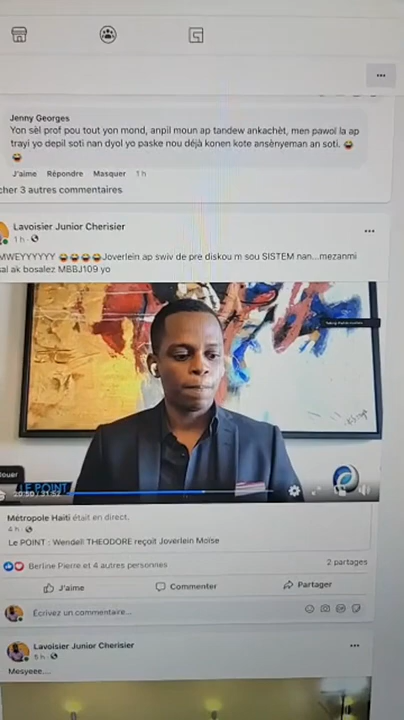 Jenny Georges
Yon sèl prof pou tout yon mond, anpil moun ap tandew ankachèt, men pawol la ap
trayi yo depil soti nan dyol yo paske nou déjà konen kote ansènyeman an soti. 😂
😂
J'aime Répondre Masquer 1 h
cher 3 autres commentaires
Lavoisier Junior Cherisier
1 h
MWEYYYYYY 😂😂😂😂Joverlein ap swiv de pre diskou m sou SISTEM nan...mezanmi
sal ak bosalez MBBJ109 yo
Jouer
LE POINT
20:50 / 31:52
Métropole Haiti était en direct.
4 h
Le POINT : Wendell THEODORE reçoit Joverlein Moïse
Berline Pierre et 4 autres personnes
2 partages
J'aime Commenter Partager
Écrivez un commentaire...
Lavoisier Junior Cherisier
Mesyeee...